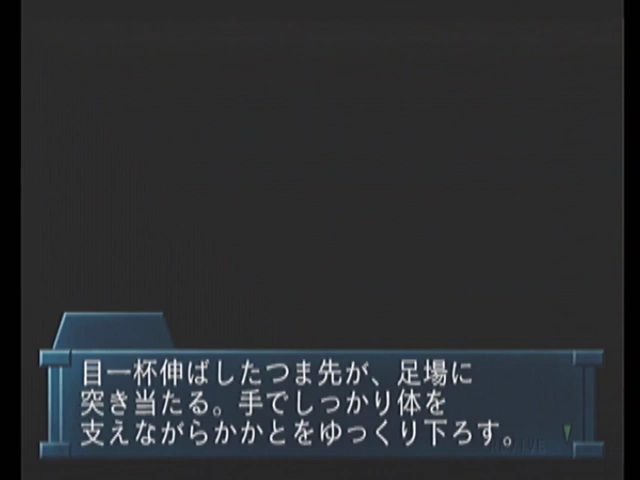 目一杯伸ばしたつま先が、足場に
突き当たる。手でしっかり体を
支えながらかかとをゆっくり下ろす。